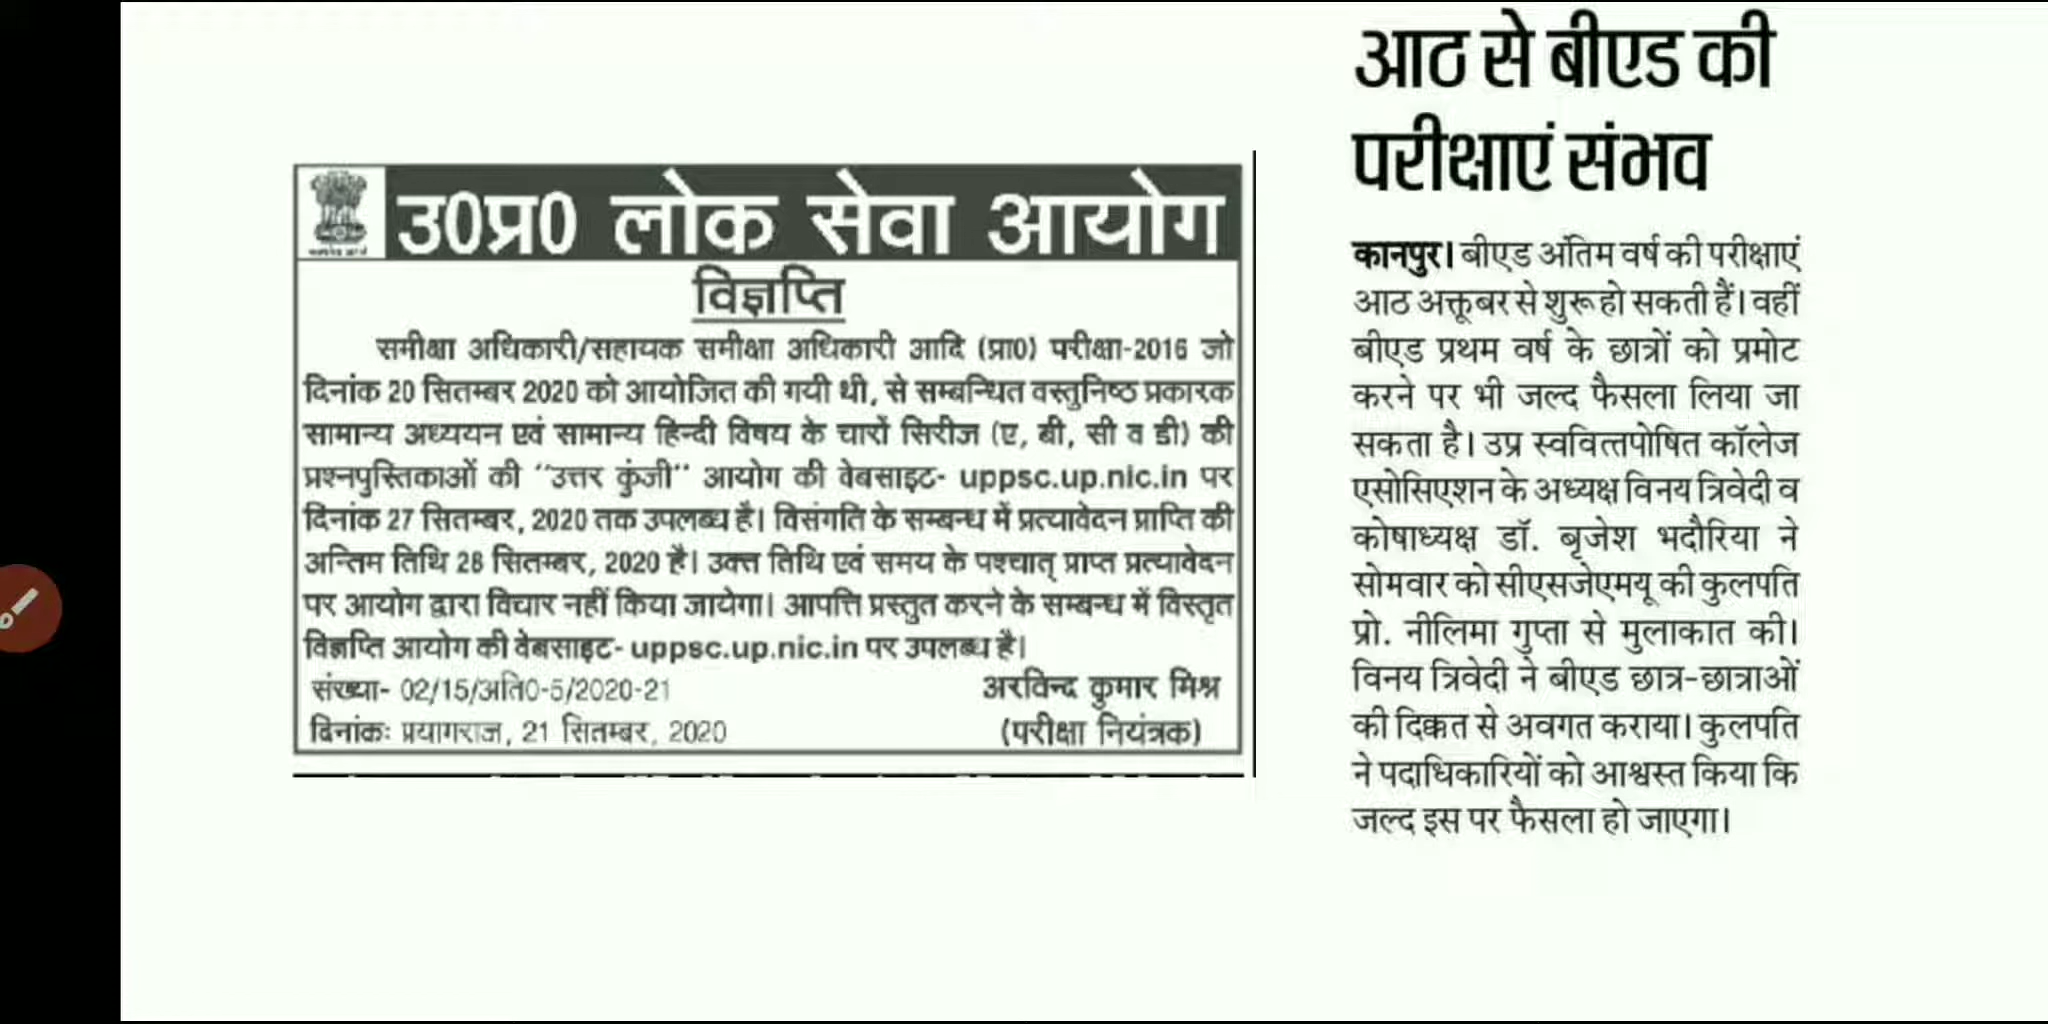 उ0प्र0 लोक सेवा आयोग
विज्ञप्ति
समीक्षा अधिकारी/सहायक समीक्षा अधिकारी आदि (प्रा0) परीक्षा-2016 जो
दिनांक 20 सितम्बर 2020 को आयोजित की गयी थी, से सम्बन्धित वस्तुनिष्ठ प्रकारक
सामान्य अध्ययन एवं सामान्य हिन्दी विषय के चारों सिरीज (ए, बी, सी व डी) की
प्रश्नपुस्तिकाओं की ''उत्तर कुंजी'' आयोग की वेबसाइट- uppsc.up.nic.in पर
दिनांक 27 सितम्बर, 2020 तक उपलब्ध है। विसंगति के सम्बन्ध में प्रत्यावेदन प्राप्ति की
अन्तिम तिथि 28 सितम्बर, 2020 है। उक्त तिथि एवं समय के पश्चात् प्राप्त प्रत्यावेदन
पर आयोग द्वारा विचार नहीं किया जायेगा। आपत्ति प्रस्तुत करने के सम्बन्ध में विस्तृत
विज्ञप्ति आयोग की वेबसाइट- uppsc.up.nic.in पर उपलब्ध है।
संख्या- 02/15/अति0-5/2020-21
अरविन्द कुमार मिश्र
दिनांकः प्रयागराज, 21 सितम्बर, 2020
(परीक्षा नियंत्रक)
आठ से बीएड की
परीक्षाएं संभव
कानपुर। बीएड अंतिम वर्ष की परीक्षाएं
आठ अक्तूबर से शुरू हो सकती हैं। वहीं
बीएड प्रथम वर्ष के छात्रों को प्रमोट
करने पर भी जल्द फैसला लिया जा
सकता है। उप्र स्ववित्तपोषित कॉलेज
एसोसिएशन के अध्यक्ष विनय त्रिवेदी व
कोषाध्यक्ष डॉ. बृजेश भदौरिया ने
सोमवार को सीएसजेएमयू की कुलपति
प्रो. नीलिमा गुप्ता से मुलाकात की।
विनय त्रिवेदी ने बीएड छात्र-छात्राओं
की दिक्कत से अवगत कराया। कुलपति
ने पदाधिकारियों को आश्वस्त किया कि
जल्द इस पर फैसला हो जाएगा।